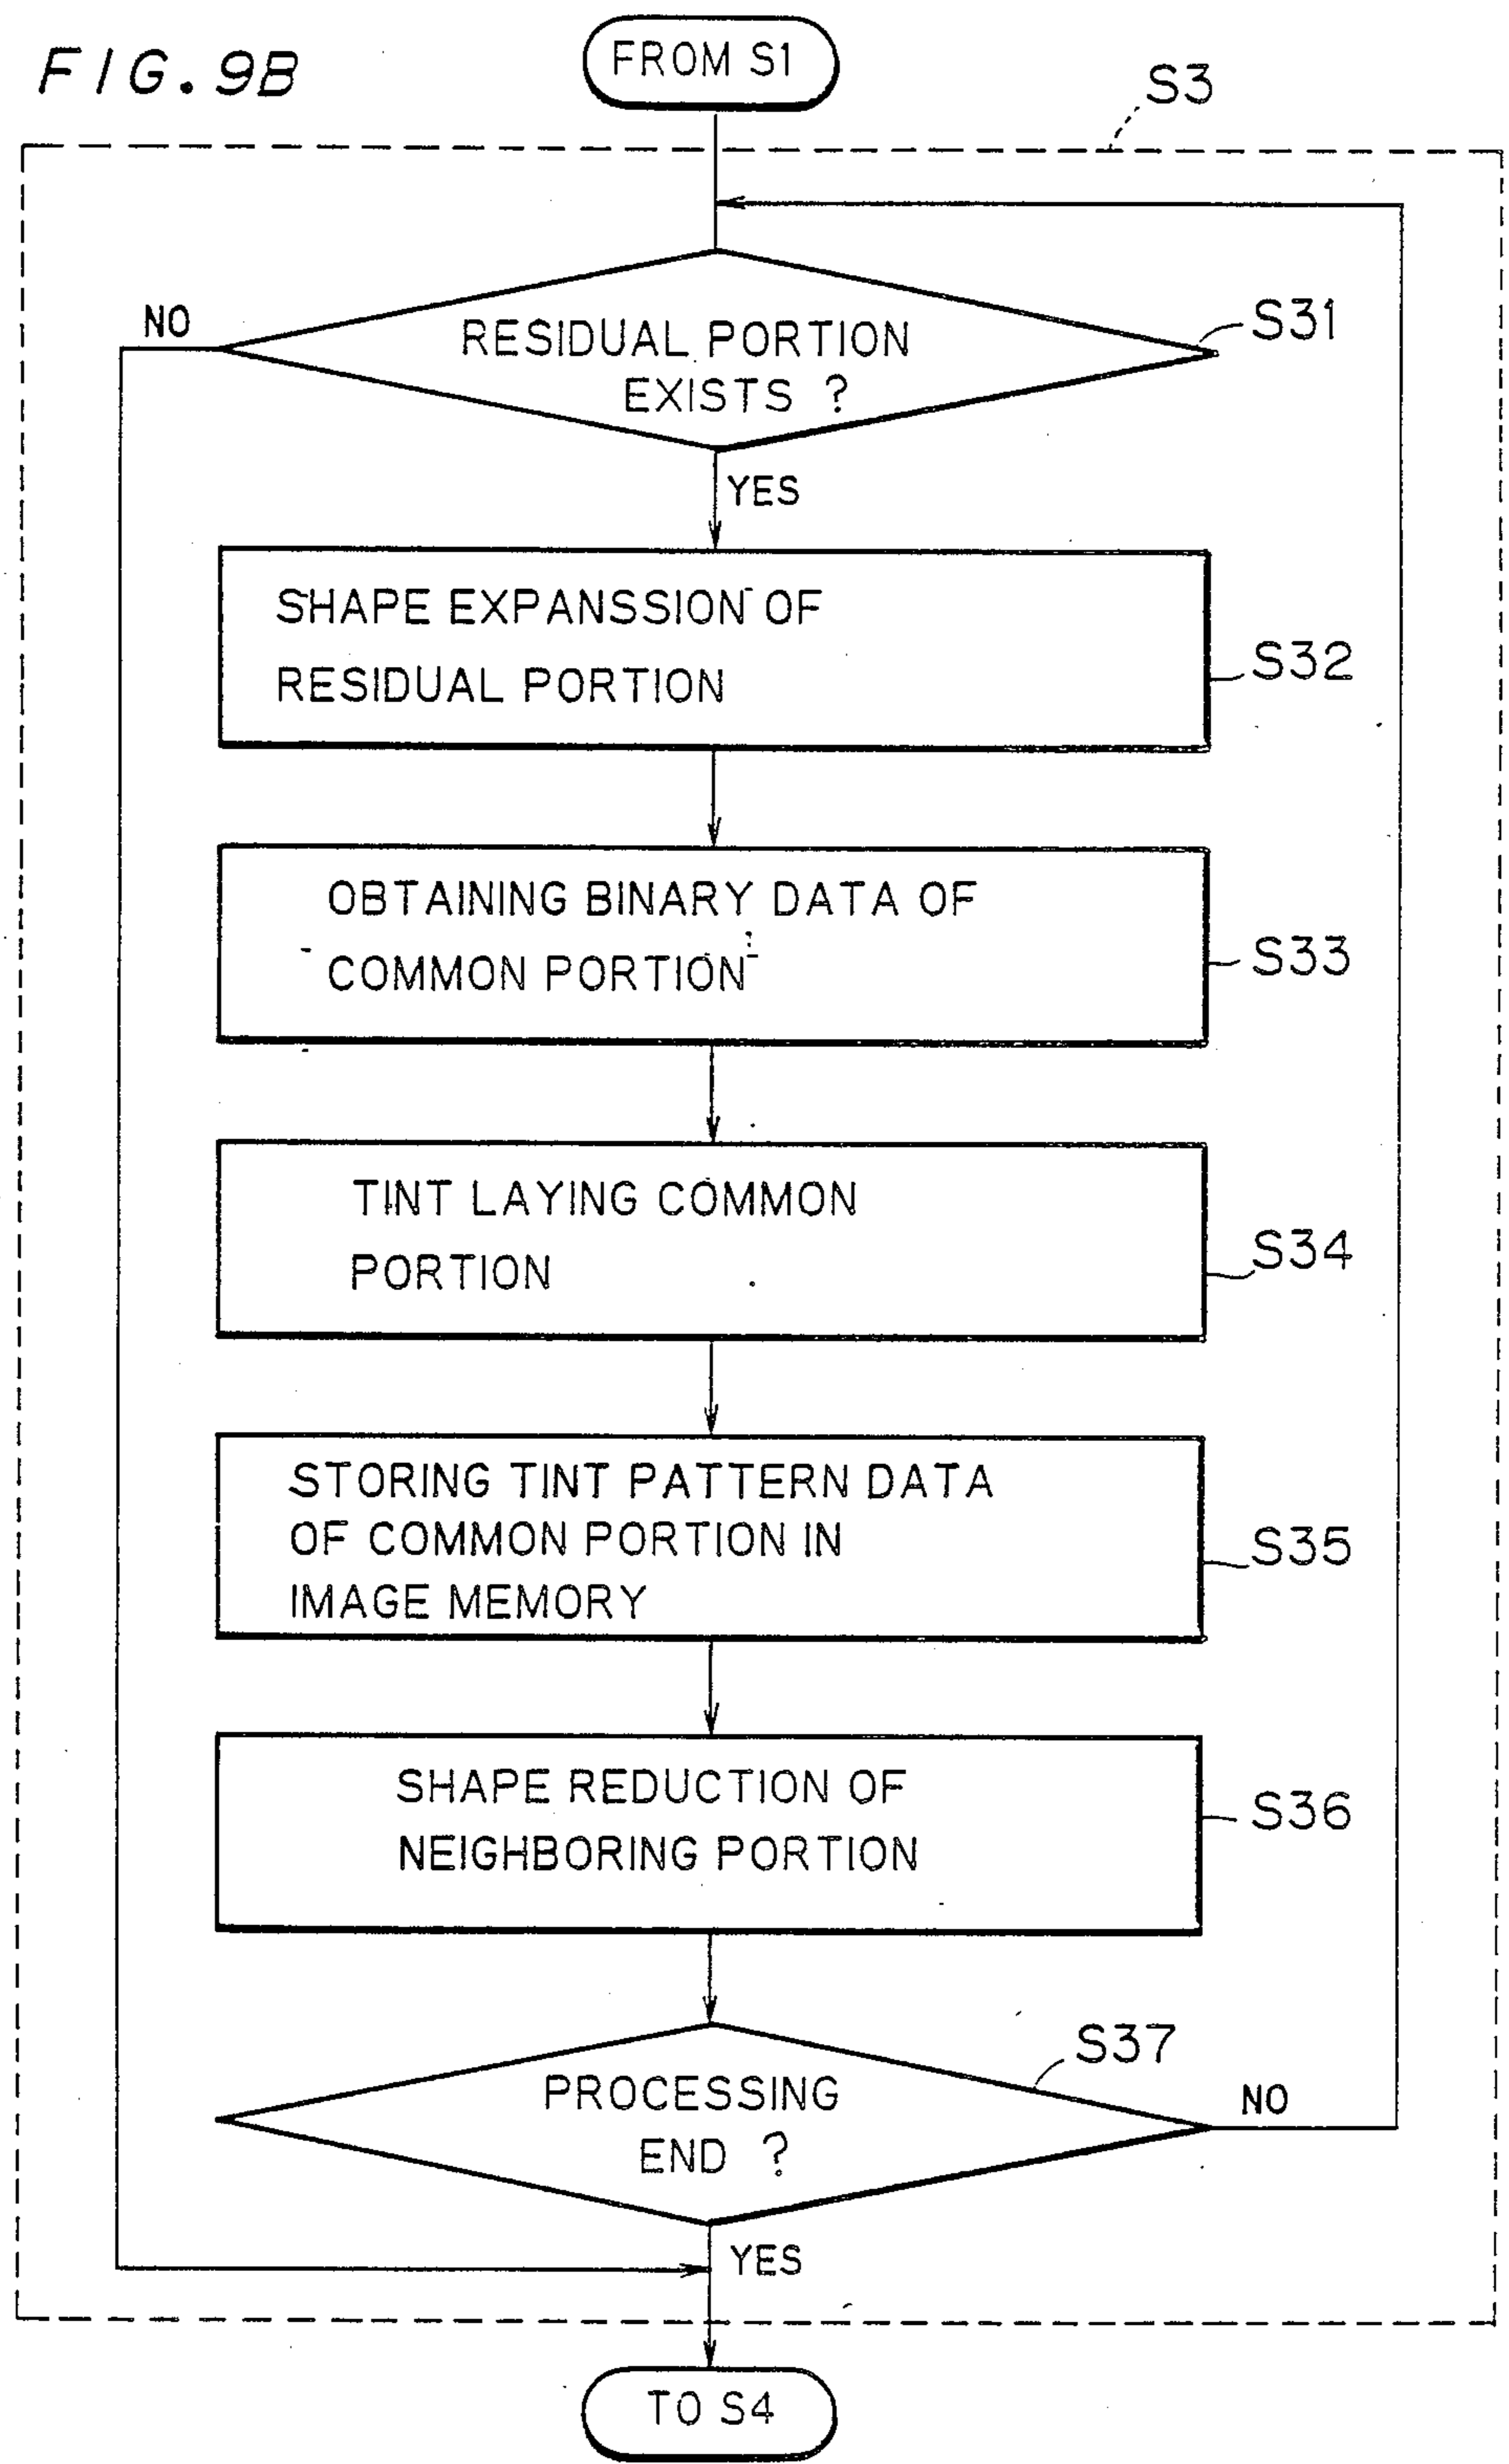 FIG. 9B
FROM S1
S3
NO
RESIDUAL PORTION
EXISTS ?
S31
YES
SHAPE EXPANSSION OF
RESIDUAL PORTION
S32
OBTAINING BINARY DATA OF
COMMON PORTION
S33
TINT LAYING COMMON
PORTION
S34
STORING TINT PATTERN DATA
OF COMMON PORTION IN
IMAGE MEMORY
S35
SHAPE REDUCTION OF
NEIGHBORING PORTION
S36
S37
PROCESSING
END ?
NO
YES
TO S4